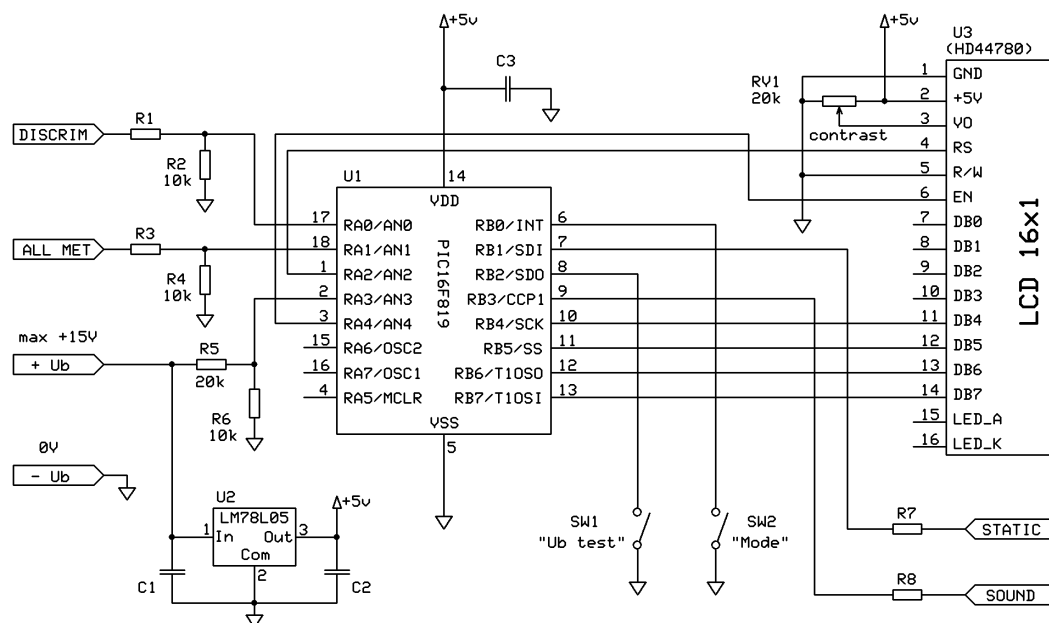 +5v
+5v
U3
(HD44780)
C3
RV1
20k
contrast
1 GND
2 +5V
3 VO
4 RS
5 R/W
6 EN
7 DB0
8 DB1
9 DB2
10 DB3
11 DB4
12 DB5
13 DB6
14 DB7
15 LED_A
16 LED_K
LCD 16x1
DISCRIM
R1
R2
10k
ALL MET
R3
R4
10k
max +15V
+ Ub
R5
20k
R6
10k
0V
- Ub
U1
14
VDD
PIC16F819
17 RA0/AN0
18 RA1/AN1
1 RA2/AN2
2 RA3/AN3
3 RA4/AN4
15 RA6/OSC2
16 RA7/OSC1
4 RA5/MCLR
RB0/INT 6
RB1/SDI 7
RB2/SDO 8
RB3/CCP1 9
RB4/SCK 10
RB5/SS 11
RB6/T1OSO 12
RB7/T1OSI 13
VSS
5
U2
LM78L05
1 In Out 3
Com
2
+5v
C1
C2
SW1
"Ub test"
SW2
"Mode"
R7
STATIC
R8
SOUND